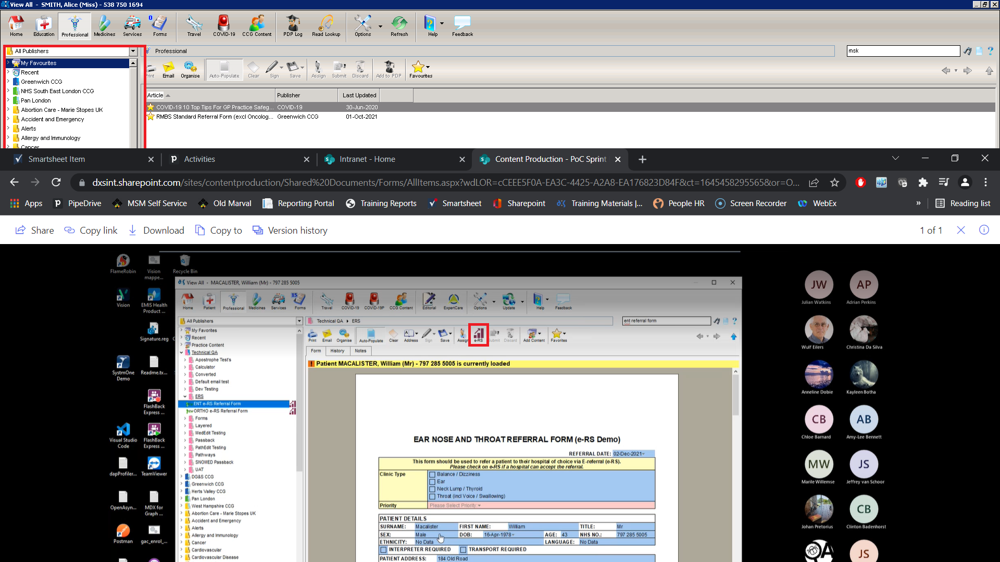 View All - SMITH, Alice (Miss) - 538 750 1694
Home
Education
Professional
Medicines
Services
0
Forms
Travel
COVID-19
CCG Content
PDP Log
Read Lookup
Options
Refresh
Help
Feedback
All Publishers
Professional
msk
My Favourites
Recent
Greenwich CCG
NHS South East London CCG
Pan London
Abortion Care - Marie Stopes UK
Accident and Emergency
Alerts
Allergy and Immunology
Cancer
Print
Email
Organise
Auto-Populate
Clear
Sign
Save
Assign
Submit
Discard
Add to PDP
Favourites
Article
Publisher
Last Updated
COVID-19 10 Top Tips For GP Practice Safeg... COVID-19 30-Jun-2020
RMBS Standard Referral Form (excl Oncolog... Greenwich CCG 01-Oct-2021
Smartsheet Item
Activities
Intranet - Home
Content Production - PoC Sprint
dxsint.sharepoint.com/sites/contentproduction/Shared%20Documents/Forms/AllItems.aspx?wdLOR=cCEEE5F0A-EA3C-4425-A2A8-EA176823D84F&ct=1645458295565&or=O...
Apps
PipeDrive
MSM Self Service
Old Marval
Reporting Portal
Training Reports
Smartsheet
Sharepoint
Training Materials |...
People HR
Screen Recorder
WebEx
»
Reading list
Share
Copy link
Download
Copy to
Version history
1 of 1
FlameRobin
Vision mappe...
Recycle Bin
Vision
EMIS Health Product ...
Signature.reg
SystmOne Demo
Readme.tx...
FlashBack Express ...
Visual Studio Code
FlashBack Express ...
dapProfiler...
TeamViewer
OpenAsyn...
MDX for Graph ...
Postman
gac_enrol_...
View All - MACALISTER, William (Mr) - 797 285 5005
Home
Patient
Professional
Medicines
Services
15
Forms
Travel
COVID-19
COVID-19P
CCG Content
Editorial
ExpertCare
Options
Update
Help
Feedback
All Publishers
Technical QA
ERS
ent referral form
My Favorites
Recent
Practice Content
Technical QA
Apostrophe Test's
Calculator
Converted
Default email test
Dev Testing
ERS
ENT e-RS Referral Form
ORTHO e-RS Referral Form
Forms
Layered
MedEdit Testing
Passback
PathEdit Testing
Pathways
SNOMED Passback
UAT
DG&S CCG
Greenwich CCG
Herts Valley CCG
Pan London
West Hampshire CCG
Abortion Care - Marie Stopes UK
Accident and Emergency
Alerts
Allergy and Immunology
Cancer
Cardiovascular
Cardiovascular Disease
Print
Email
Organise
Auto-Populate
Clear
Address
Sign
Save
Assign
e-RS
Submit
Discard
Add Content
Favorites
Form
History
Notes
Patient MACALISTER, William (Mr) - 797 285 5005 is currently loaded
EAR NOSE AND THROAT REFERRAL FORM (e-RS Demo)
REFERRAL DATE: 02-Dec-2021
This form should be used to refer a patient to their hospital of choice via E-referral (e-RS).
Please check on e-RS if a hospital can accept the referral.
Clinic Type
Balance / Dizziness
Ear
Neck Lump / Thyroid
Throat (incl Voice / Swallowing)
Priority
Please Select Priority
PATIENT DETAILS
SURNAME: Macalister FIRST NAME: William TITLE: Mr
SEX: Male DOB: 16-Apr-1978 AGE: 43 NHS NO.: 797 285 5005
ETHNICITY: No Data LANGUAGE: No Data
INTERPRETER REQUIRED TRANSPORT REQUIRED
PATIENT ADDRESS: 184 Old Road
JW
Julian Watkins
AP
Adrian Perkins
Wulf Eilers
Christina Da Silva
Anneline Dobie
Kayleen Botha
CB
Chloe Barnard
AB
Amy-Lee Bennett
MW
Marile Willemse
JS
Jeffrey van Schoor
Johan Pretorius
CB
Clinton Badenhorst
JS